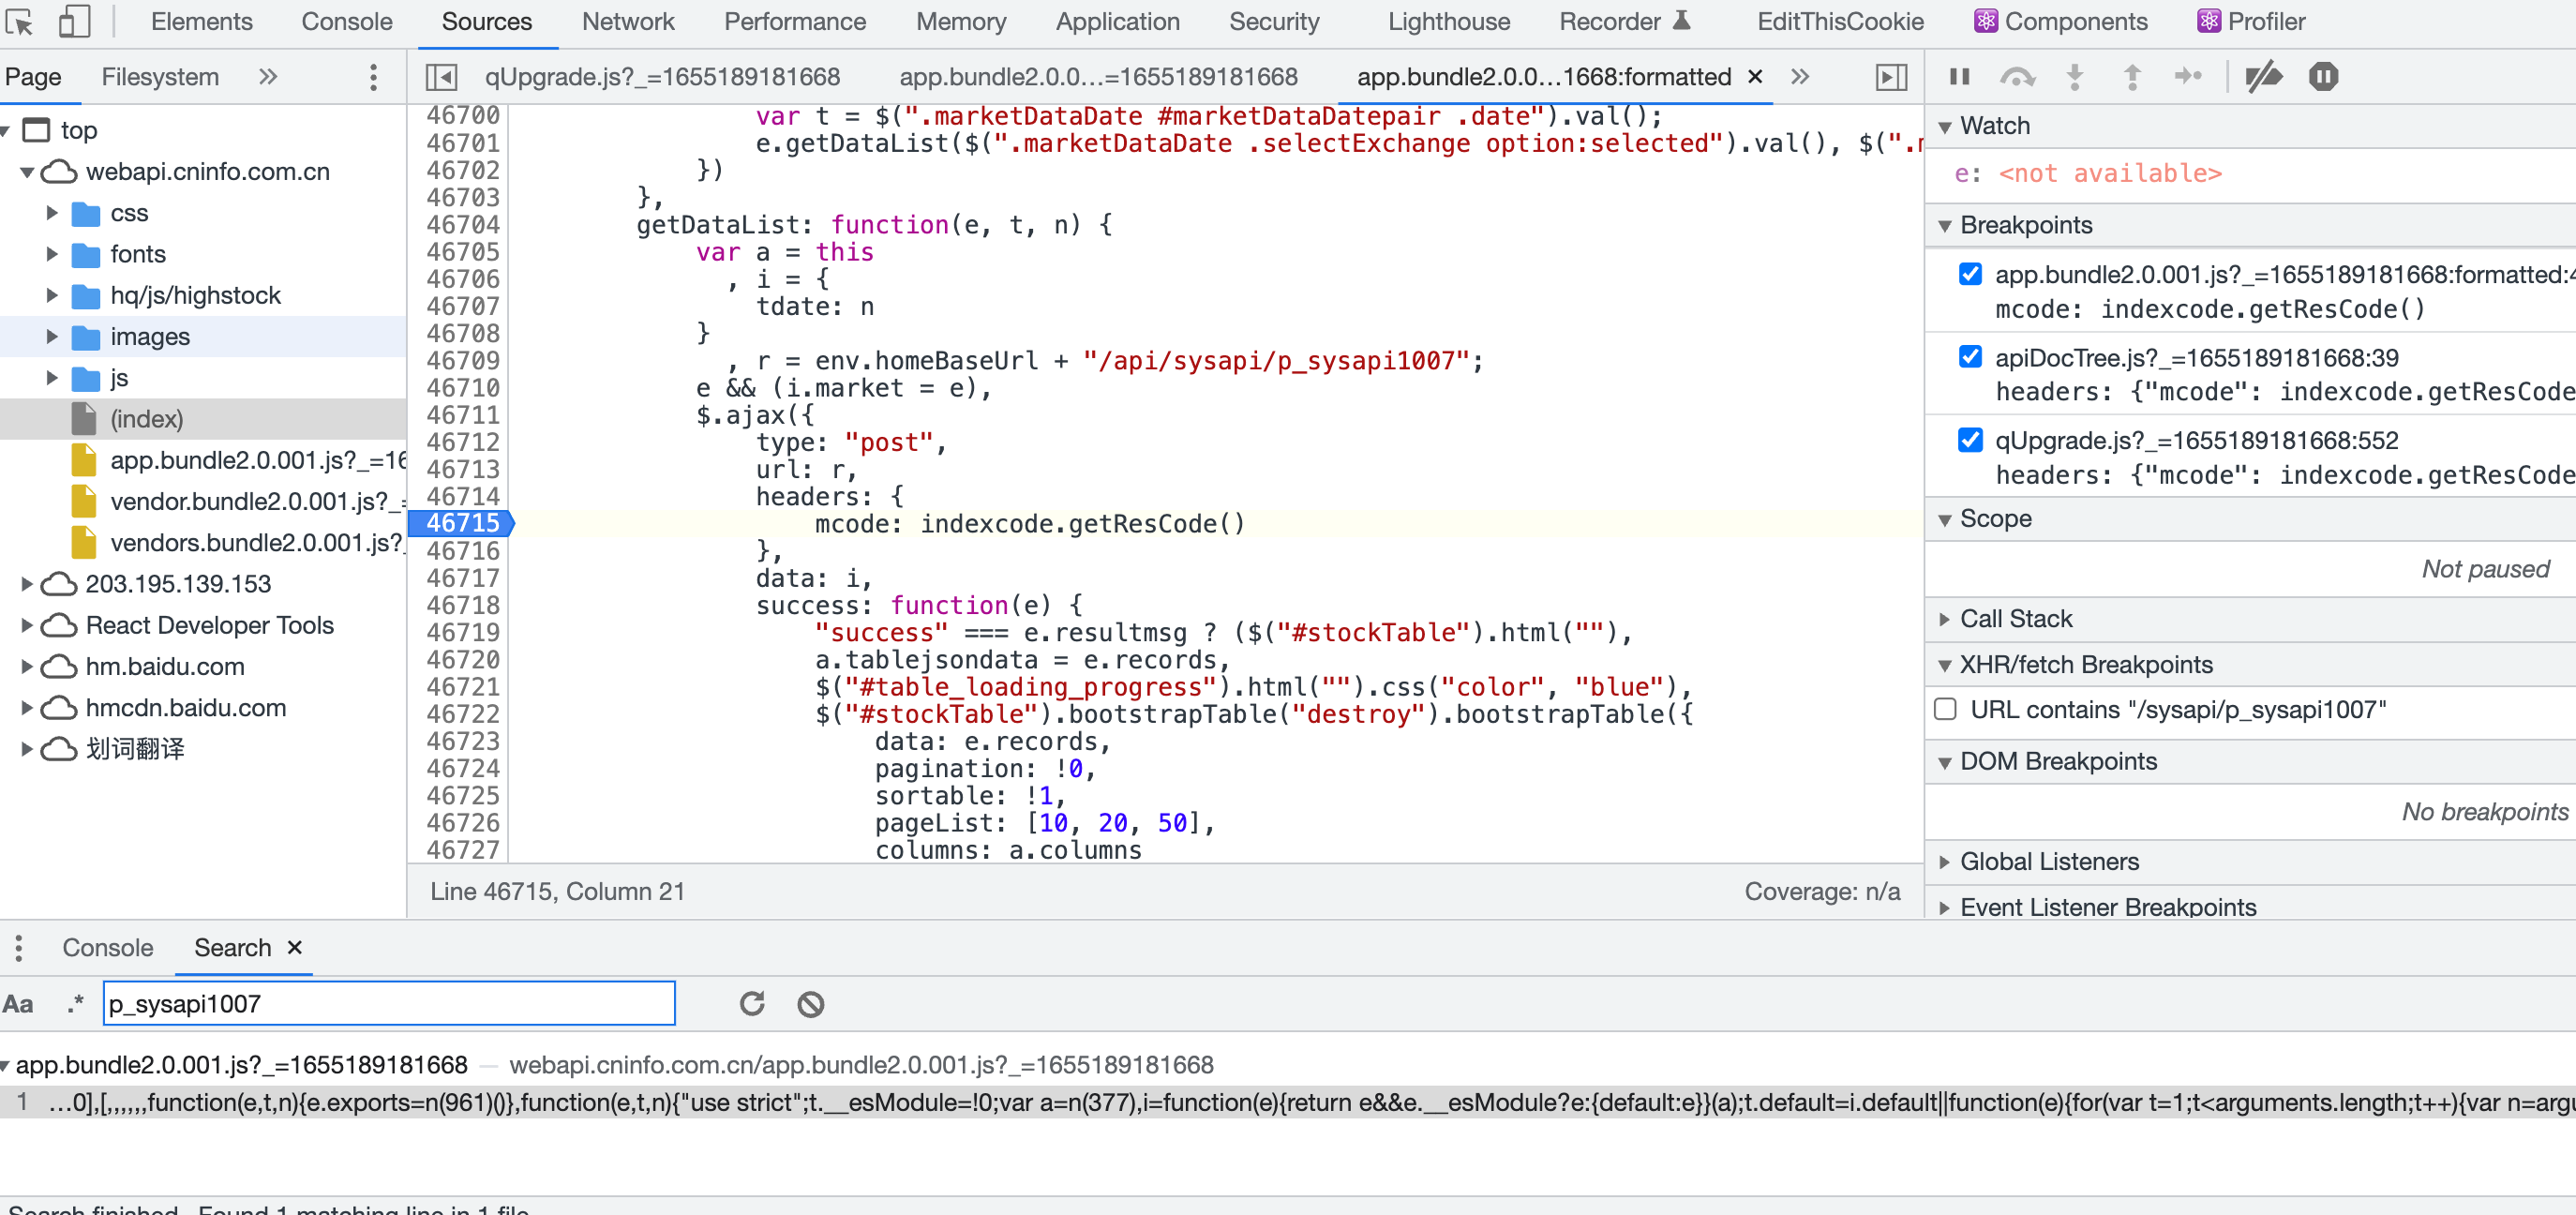 Elements Console Sources Network Performance Memory Application Security Lighthouse Recorder EditThisCookie Components Profiler
Page Filesystem »
qUpgrade.js?_=1655189181668 app.bundle2.0.0…=1655189181668 app.bundle2.0.0…1668:formatted × »
top
webapi.cninfo.com.cn
css
fonts
hq/js/highstock
images
js
(index)
app.bundle2.0.001.js?_=16
vendor.bundle2.0.001.js?_=
vendors.bundle2.0.001.js?_
203.195.139.153
React Developer Tools
hm.baidu.com
hmcdn.baidu.com
划词翻译
46700 var t = $(".marketDataDate #marketDataDatepair .date").val();
46701 e.getDataList($(".marketDataDate .selectExchange option:selected").val(), $(".
46702 })
46703 },
46704 getDataList: function(e, t, n) {
46705 var a = this
46706 , i = {
46707 tdate: n
46708 }
46709 , r = env.homeBaseUrl + "/api/sysapi/p_sysapi1007";
46710 e && (i.market = e),
46711 $.ajax({
46712 type: "post",
46713 url: r,
46714 headers: {
46715 mcode: indexcode.getResCode()
46716 },
46717 data: i,
46718 success: function(e) {
46719 "success" === e.resultmsg ? ($("#stockTable").html(""),
46720 a.tablejsondata = e.records,
46721 $("#table_loading_progress").html("").css("color", "blue"),
46722 $("#stockTable").bootstrapTable("destroy").bootstrapTable({
46723 data: e.records,
46724 pagination: !0,
46725 sortable: !1,
46726 pageList: [10, 20, 50],
46727 columns: a.columns
Line 46715, Column 21 Coverage: n/a
Watch
e: <not available>
Breakpoints
app.bundle2.0.001.js?_=1655189181668:formatted:4
mcode: indexcode.getResCode()
apiDocTree.js?_=1655189181668:39
headers: {"mcode": indexcode.getResCode
qUpgrade.js?_=1655189181668:552
headers: {"mcode": indexcode.getResCode
Scope
Not paused
Call Stack
XHR/fetch Breakpoints
URL contains "/sysapi/p_sysapi1007"
DOM Breakpoints
No breakpoints
Global Listeners
Event Listener Breakpoints
Console Search ×
Aa .* p_sysapi1007
app.bundle2.0.001.js?_=1655189181668 — webapi.cninfo.com.cn/app.bundle2.0.001.js?_=1655189181668
1 …0],[,,,,,,function(e,t,n){e.exports=n(961)()},function(e,t,n){"use strict";t.__esModule=!0;var a=n(377),i=function(e){return e&&e.__esModule?e:{default:e}}(a);t.default=i.default||function(e){for(var t=1;t<arguments.length;t++){var n=argu
Search finished. Found 1 matching line in 1 file.